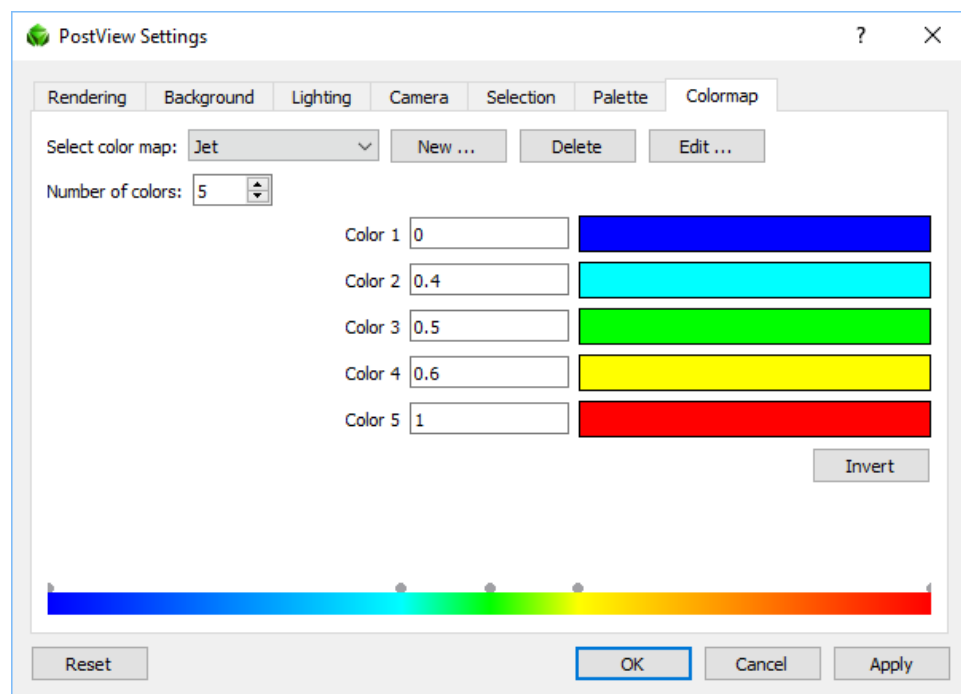 PostView Settings
Rendering Background Lighting Camera Selection Palette Colormap
Select color map: Jet New ... Delete Edit ...
Number of colors: 5
Color 1 0
Color 2 0.4
Color 3 0.5
Color 4 0.6
Color 5 1
Invert
Reset OK Cancel Apply